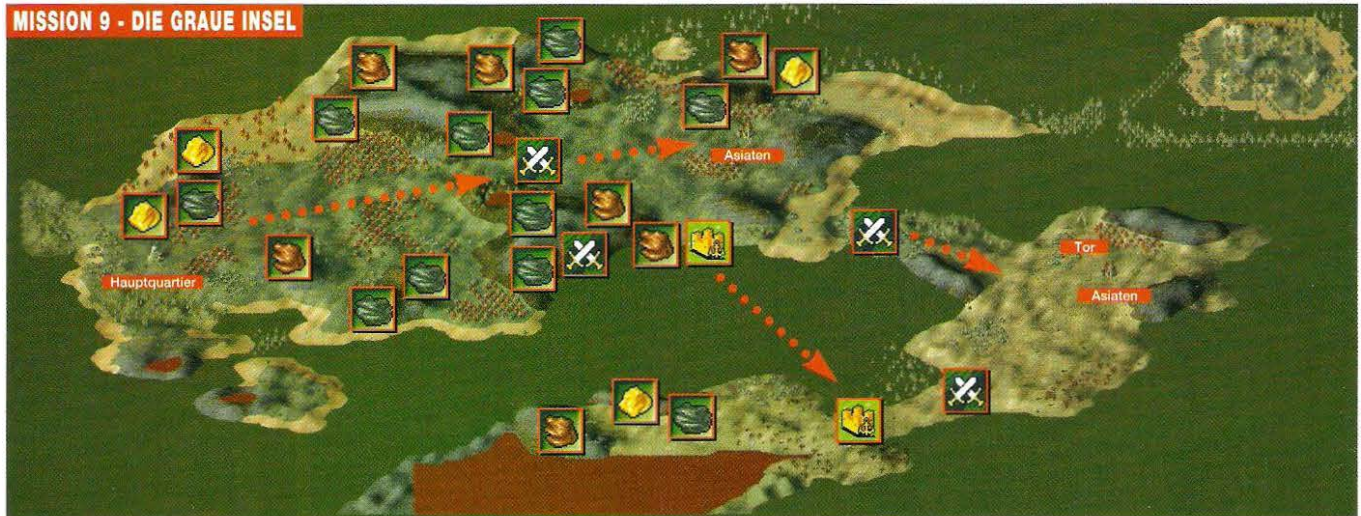 MISSION 9 - DIE GRAUE INSEL
Asiaten
Tor
Hauptquartier
Asiaten